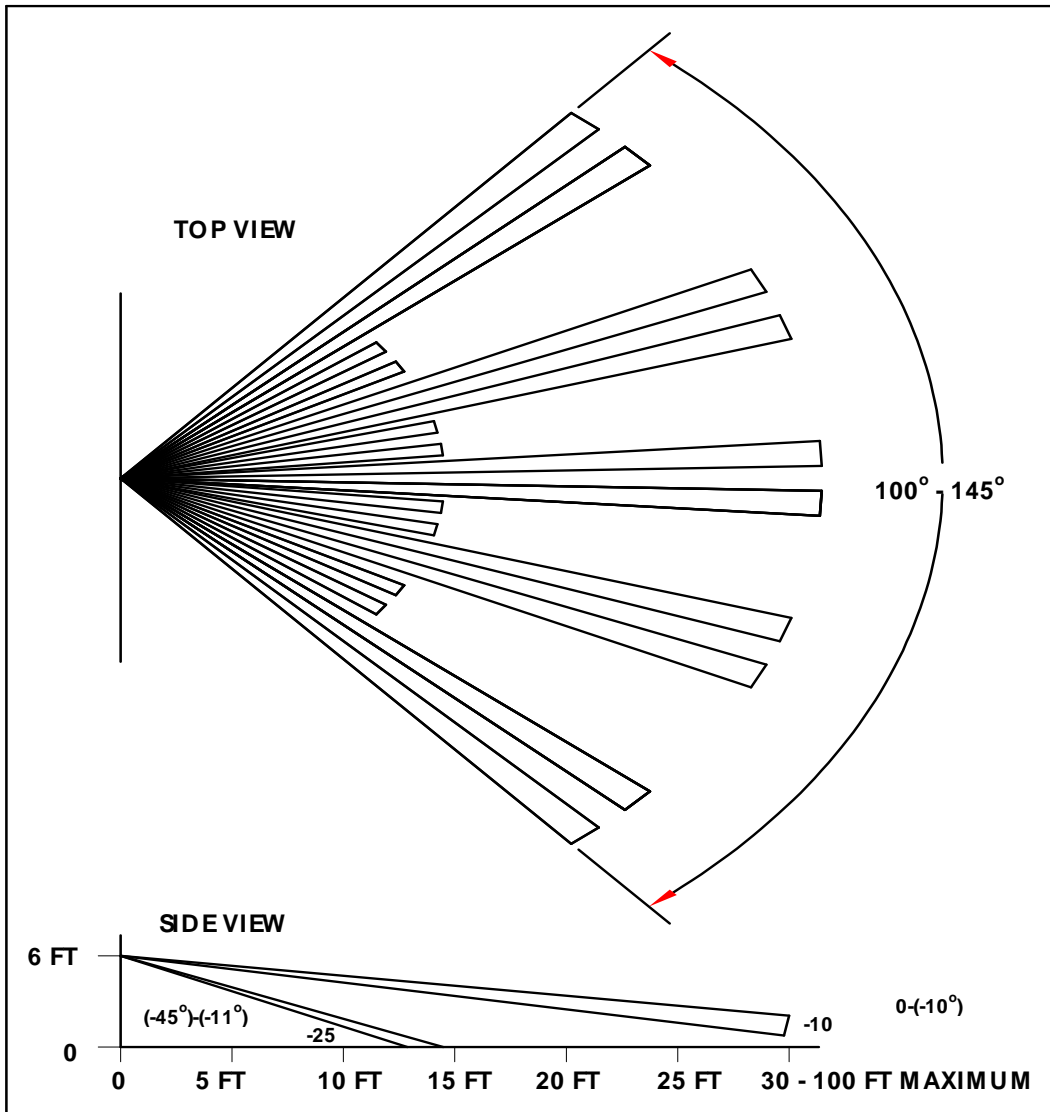 TOP VIEW
100° - 145°
SIDE VIEW
6 FT
(-45°)-(-11°)
0-(-10°)
-10
-25
0
0 5 FT 10 FT 15 FT 20 FT 25 FT 30 - 100 FT MAXIMUM